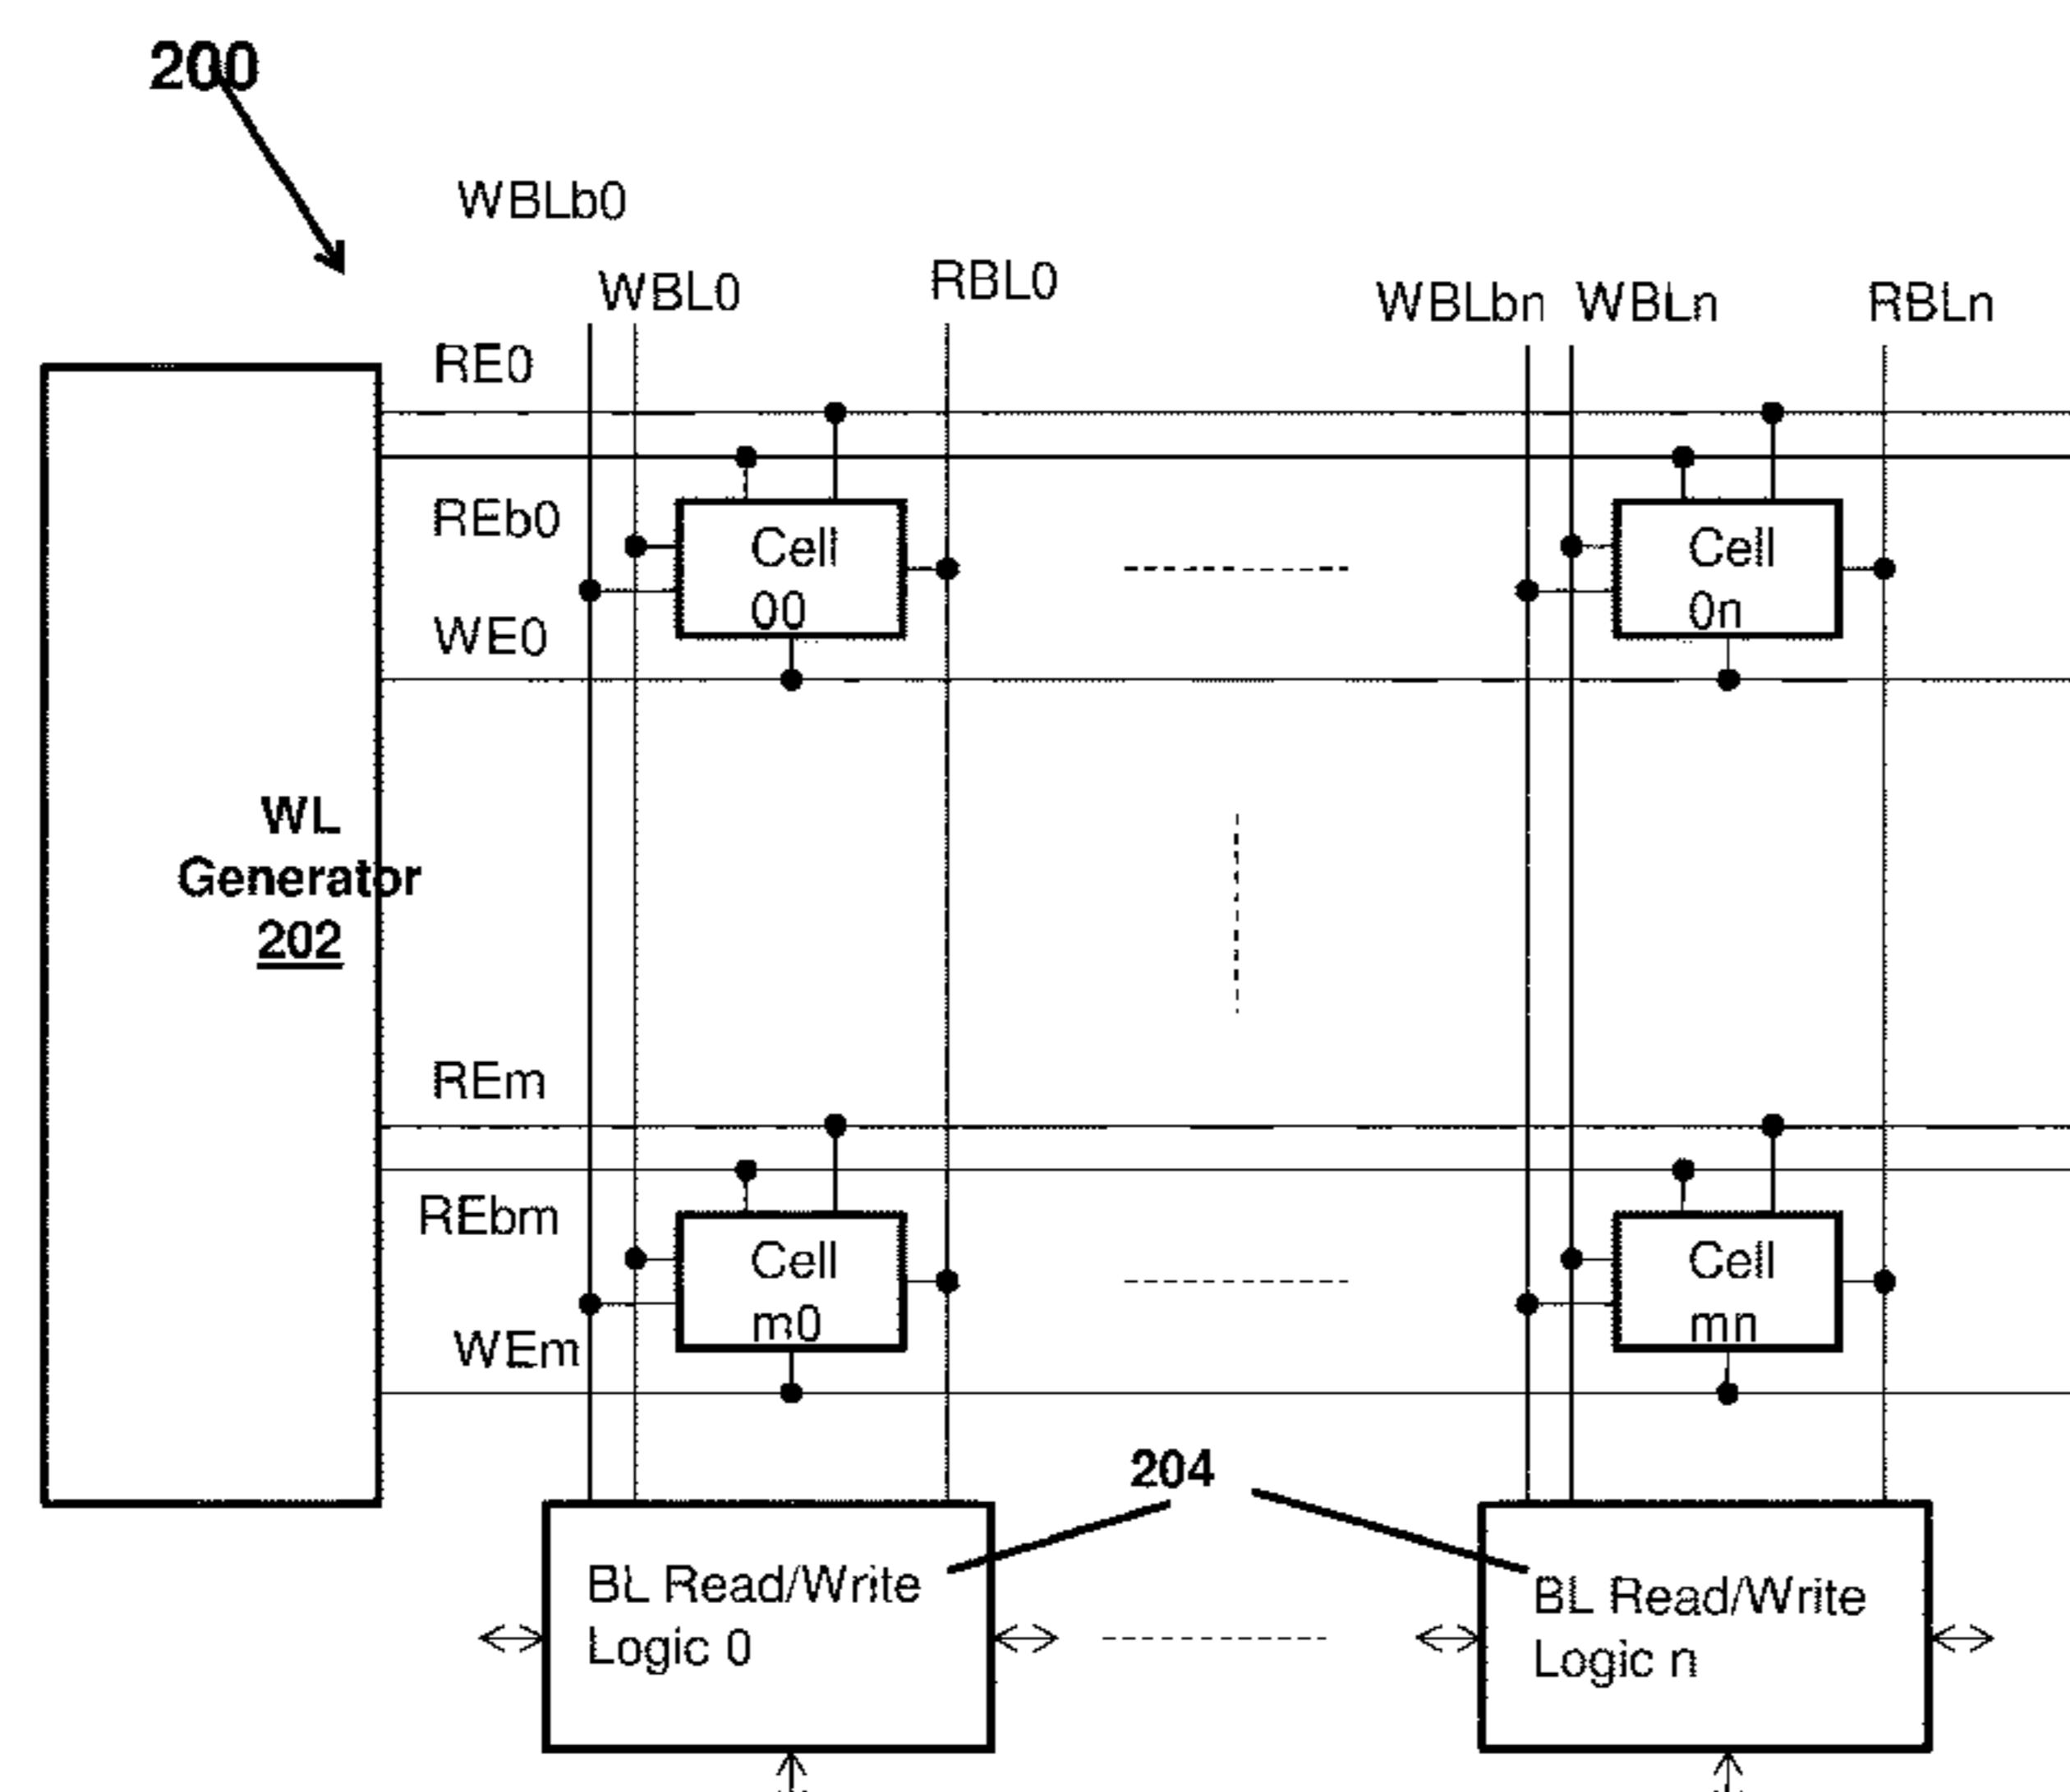 200
WBLb0
WBL0
RBL0
WBLbn
WBLn
RBLn
RE0
REb0
Cell
00
Cell
0n
WE0
WL
Generator
202
REm
REbm
Cell
m0
Cell
mn
WEm
204
BL Read/Write
Logic 0
BL Read/Write
Logic n